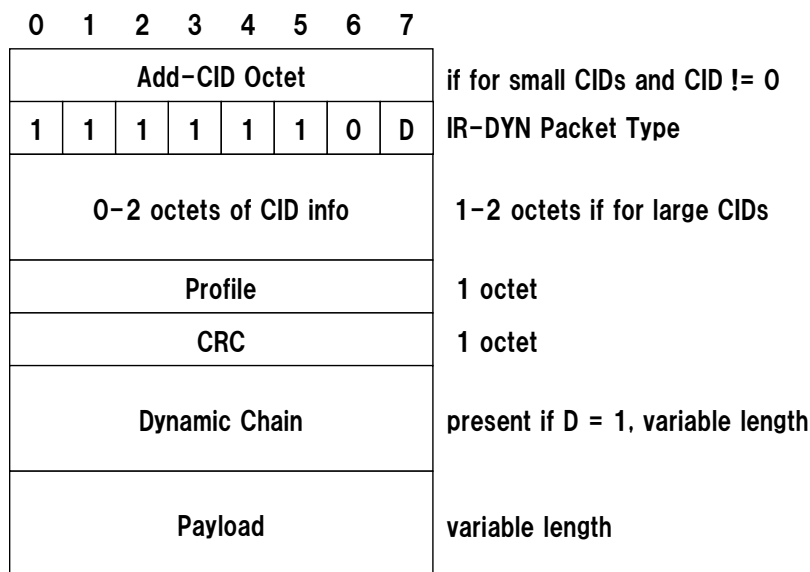 0 1 2 3 4 5 6 7
Add-CID Octet if for small CIDs and CID != 0
1 1 1 1 1 1 0 D IR-DYN Packet Type
0-2 octets of CID info 1-2 octets if for large CIDs
Profile 1 octet
CRC 1 octet
Dynamic Chain present if D = 1, variable length
Payload variable length